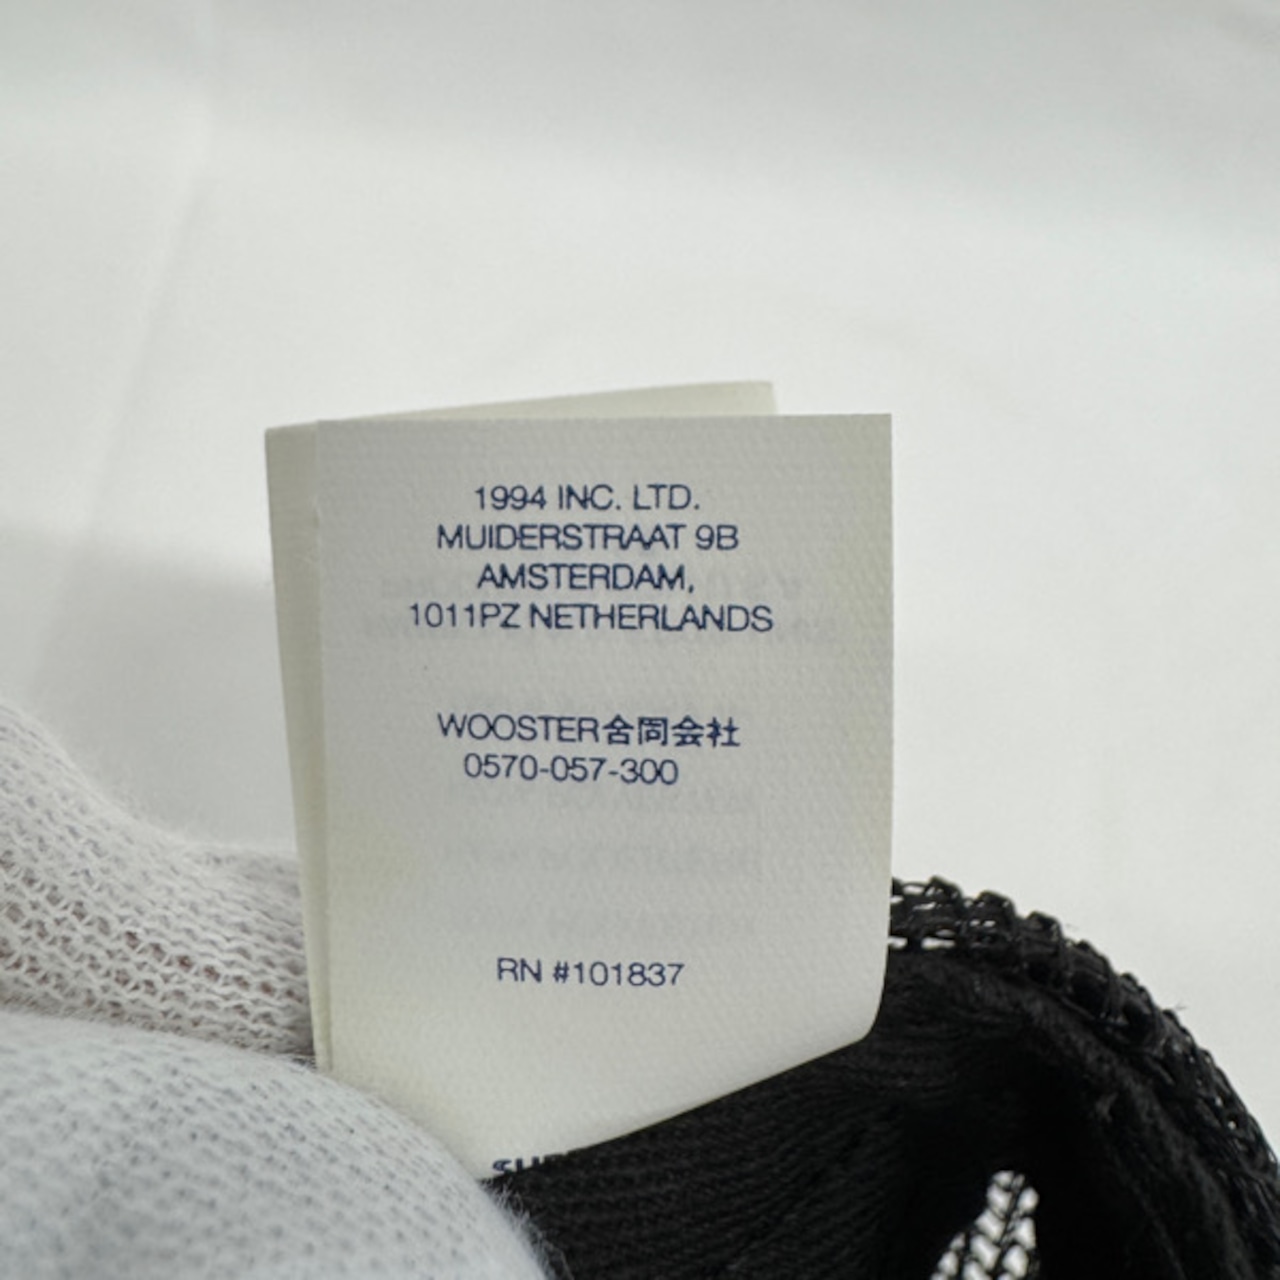 1994 INC. LTD.
MUIDERSTRAAT 9B
AMSTERDAM,
1011PZ NETHERLANDS
WOOSTER合同会社
0570-057-300
RN #101837